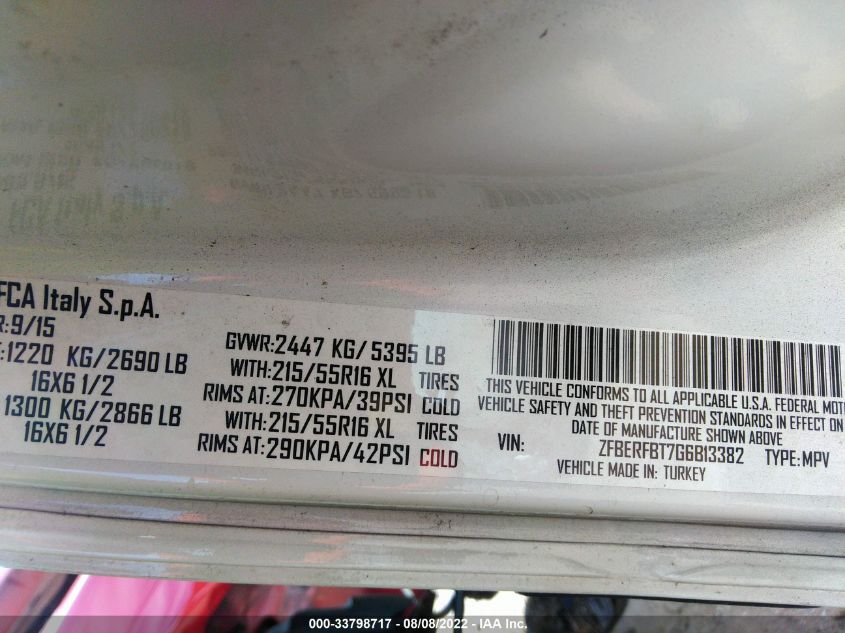 FCA Italy S.p.A.
R:9/15
:1220 KG/2690 LB
16X6 1/2
1300 KG/2866 LB
16X6 1/2
GVWR:2447 KG/5395 LB
WITH:215/55R16 XL TIRES
RIMS AT:270KPA/39PSI COLD
WITH:215/55R16 XL TIRES
RIMS AT:290KPA/42PSI COLD
THIS VEHICLE CONFORMS TO ALL APPLICABLE U.S.A. FEDERAL MOT
VEHICLE SAFETY AND THEFT PREVENTION STANDARDS IN EFFECT ON
DATE OF MANUFACTURE SHOWN ABOVE
VIN: ZFBERFBT7G6B13382 TYPE:MPV
VEHICLE MADE IN: TURKEY
000-33798717 - 08/08/2022 - IAA Inc.